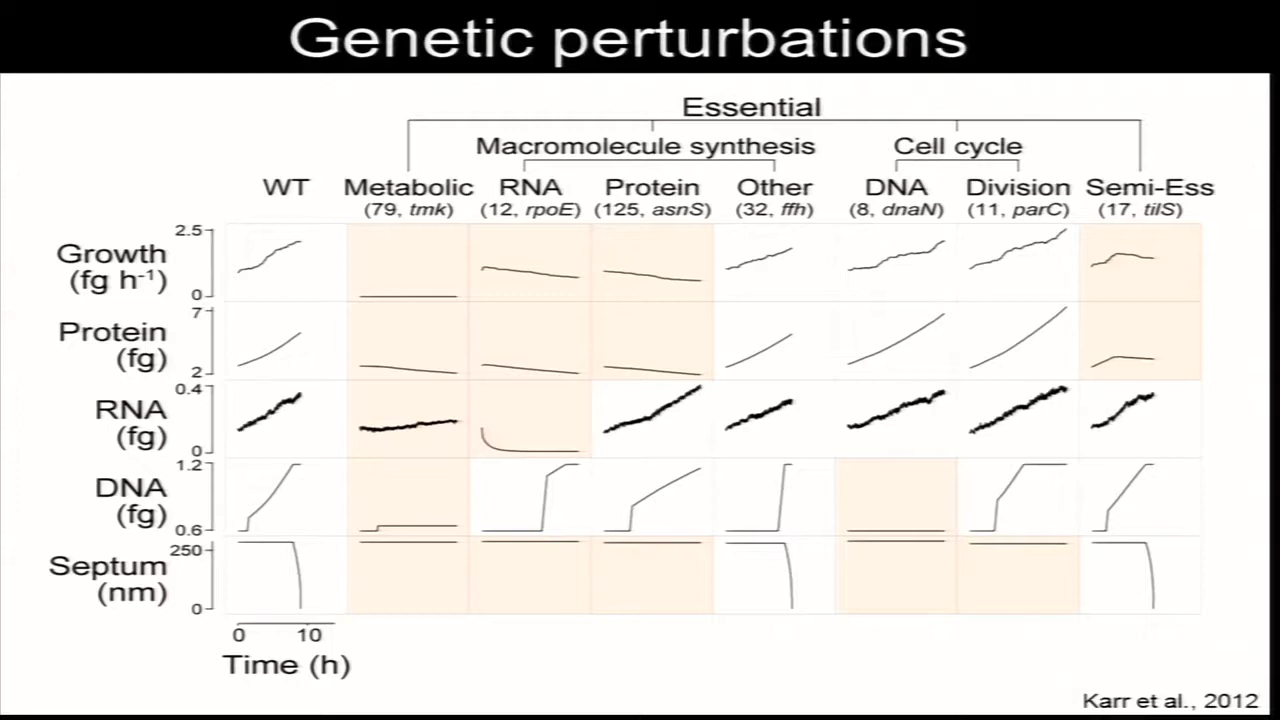 Genetic perturbations
Essential
Macromolecule synthesis
Cell cycle
WT
Metabolic
(79, tmk)
RNA
(12, rpoE)
Protein
(125, asnS)
Other
(32, ffh)
DNA
(8, dnaN)
Division
(11, parC)
Semi-Ess
(17, tilS)
Growth
(fg h-1)
2.5
0
Protein
(fg)
7
2
RNA
(fg)
0.4
0
DNA
(fg)
1.2
0.6
Septum
(nm)
250
0
0 10
Time (h)
Karr et al., 2012